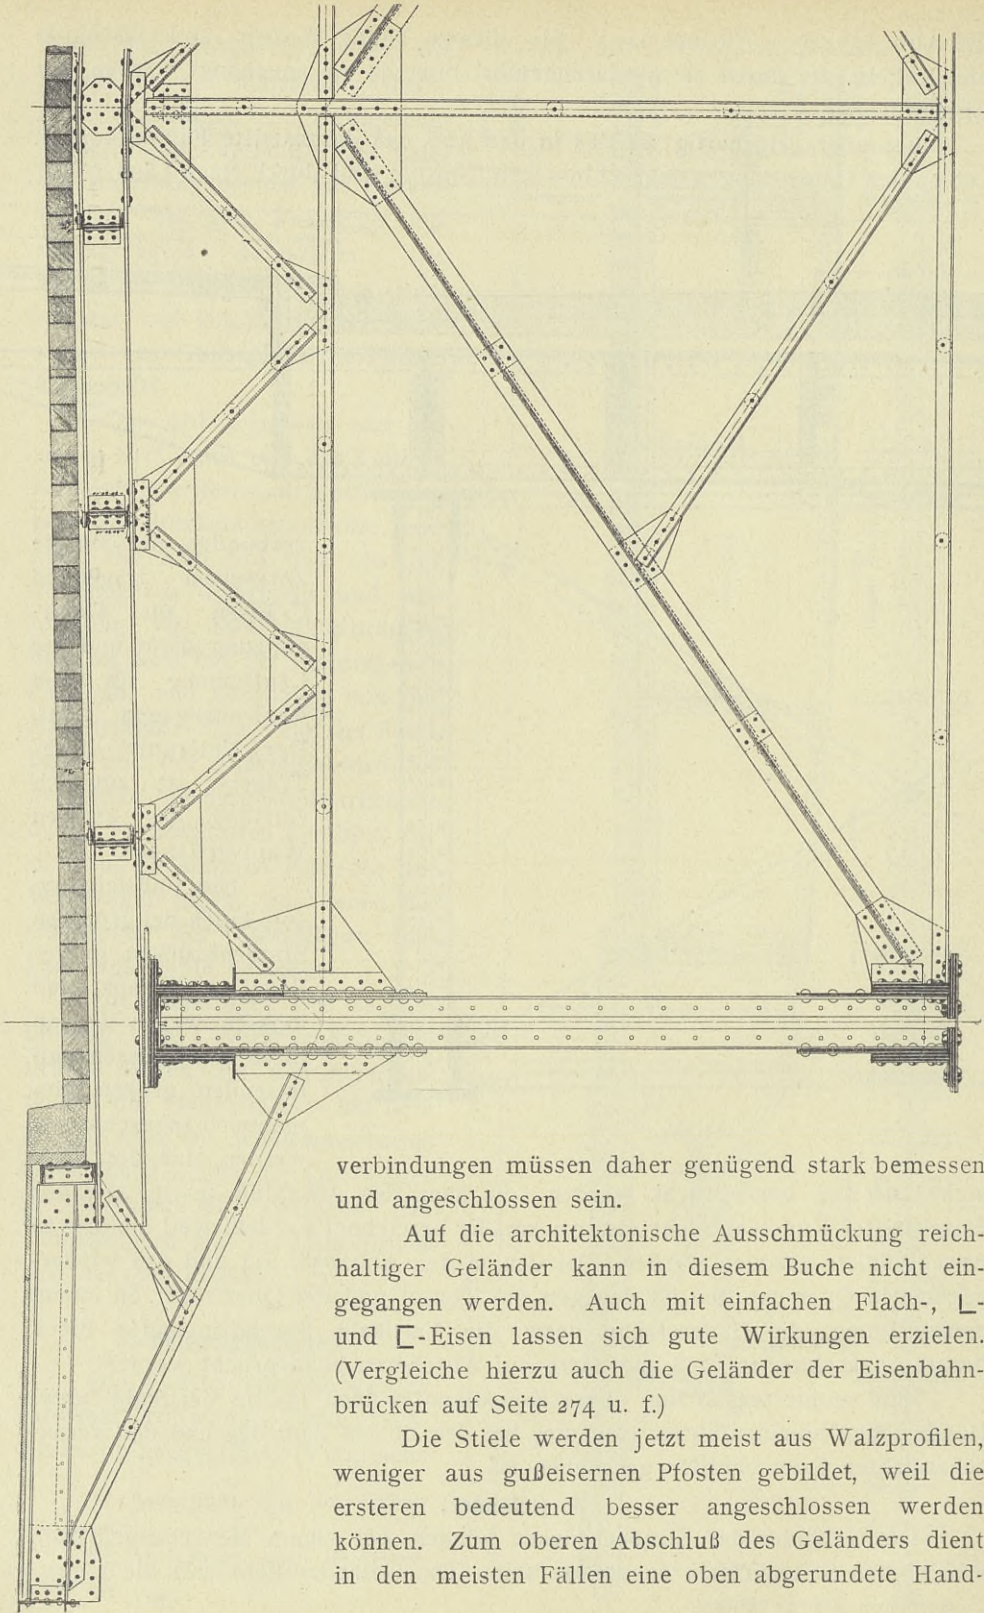 verbindungen müssen daher genügend stark bemessen
und angeschlossen sein.
Auf die architektonische Ausschmückung reich-
haltiger Geländer kann in diesem Buche nicht ein-
gegangen werden. Auch mit einfachen Flach-, L-
und [-Eisen lassen sich gute Wirkungen erzielen.
(Vergleiche hierzu auch die Geländer der Eisenbahn-
brücken auf Seite 274 u. f.)
Die Stiele werden jetzt meist aus Walzprofilen,
weniger aus gußeisernen Pfosten gebildet, weil die
ersteren bedeutend besser angeschlossen werden
können. Zum oberen Abschluß des Geländers dient
in den meisten Fällen eine oben abgerundete Hand-